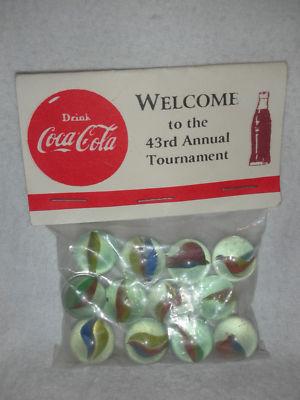 Drink
Coca-Cola
WELCOME
to the
43rd Annual
Tournament